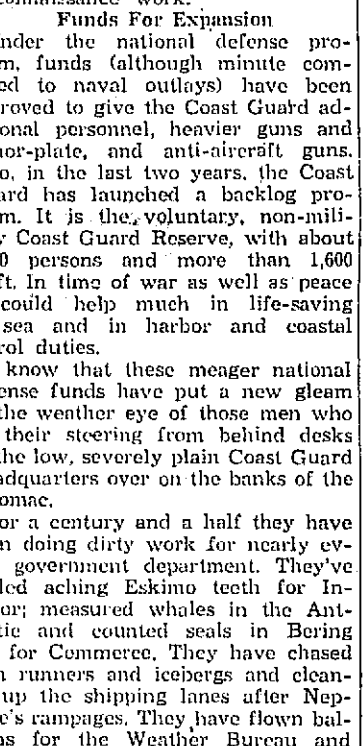 work.
Funds For Expansion
nder the national defense pro-
m, funds (although minute com-
ed to naval outlays) have been
roved to give the Coast Guard ad-
onal personnel, heavier guns and
nor-plate, and anti-aircraft guns.
o, in the last two years, the Coast
ard has launched a backlog pro-
m. It is the voluntary, non-mili-
y Coast Guard Reserve, with about
0 persons and more than 1,600
ft. In time of war as well as peace
could help much in life-saving
sea and in harbor and coastal
rol duties.
know that these meager national
ense funds have put a new gleam
the weather eye of those men who
their steering from behind desks
he low, severely plain Coast Guard
adquarters over on the banks of the
omac.
or a century and a half they have
n doing dirty work for nearly ev-
government department. They've
led aching Eskimo teeth for In-
or; measured whales in the Ant-
tic and counted seals in Bering
for Commerce. They have chased
n runners and icebergs and clean-
up the shipping lanes after Nep-
e's rampages. They have flown bal-
ns for the Weather Bureau and